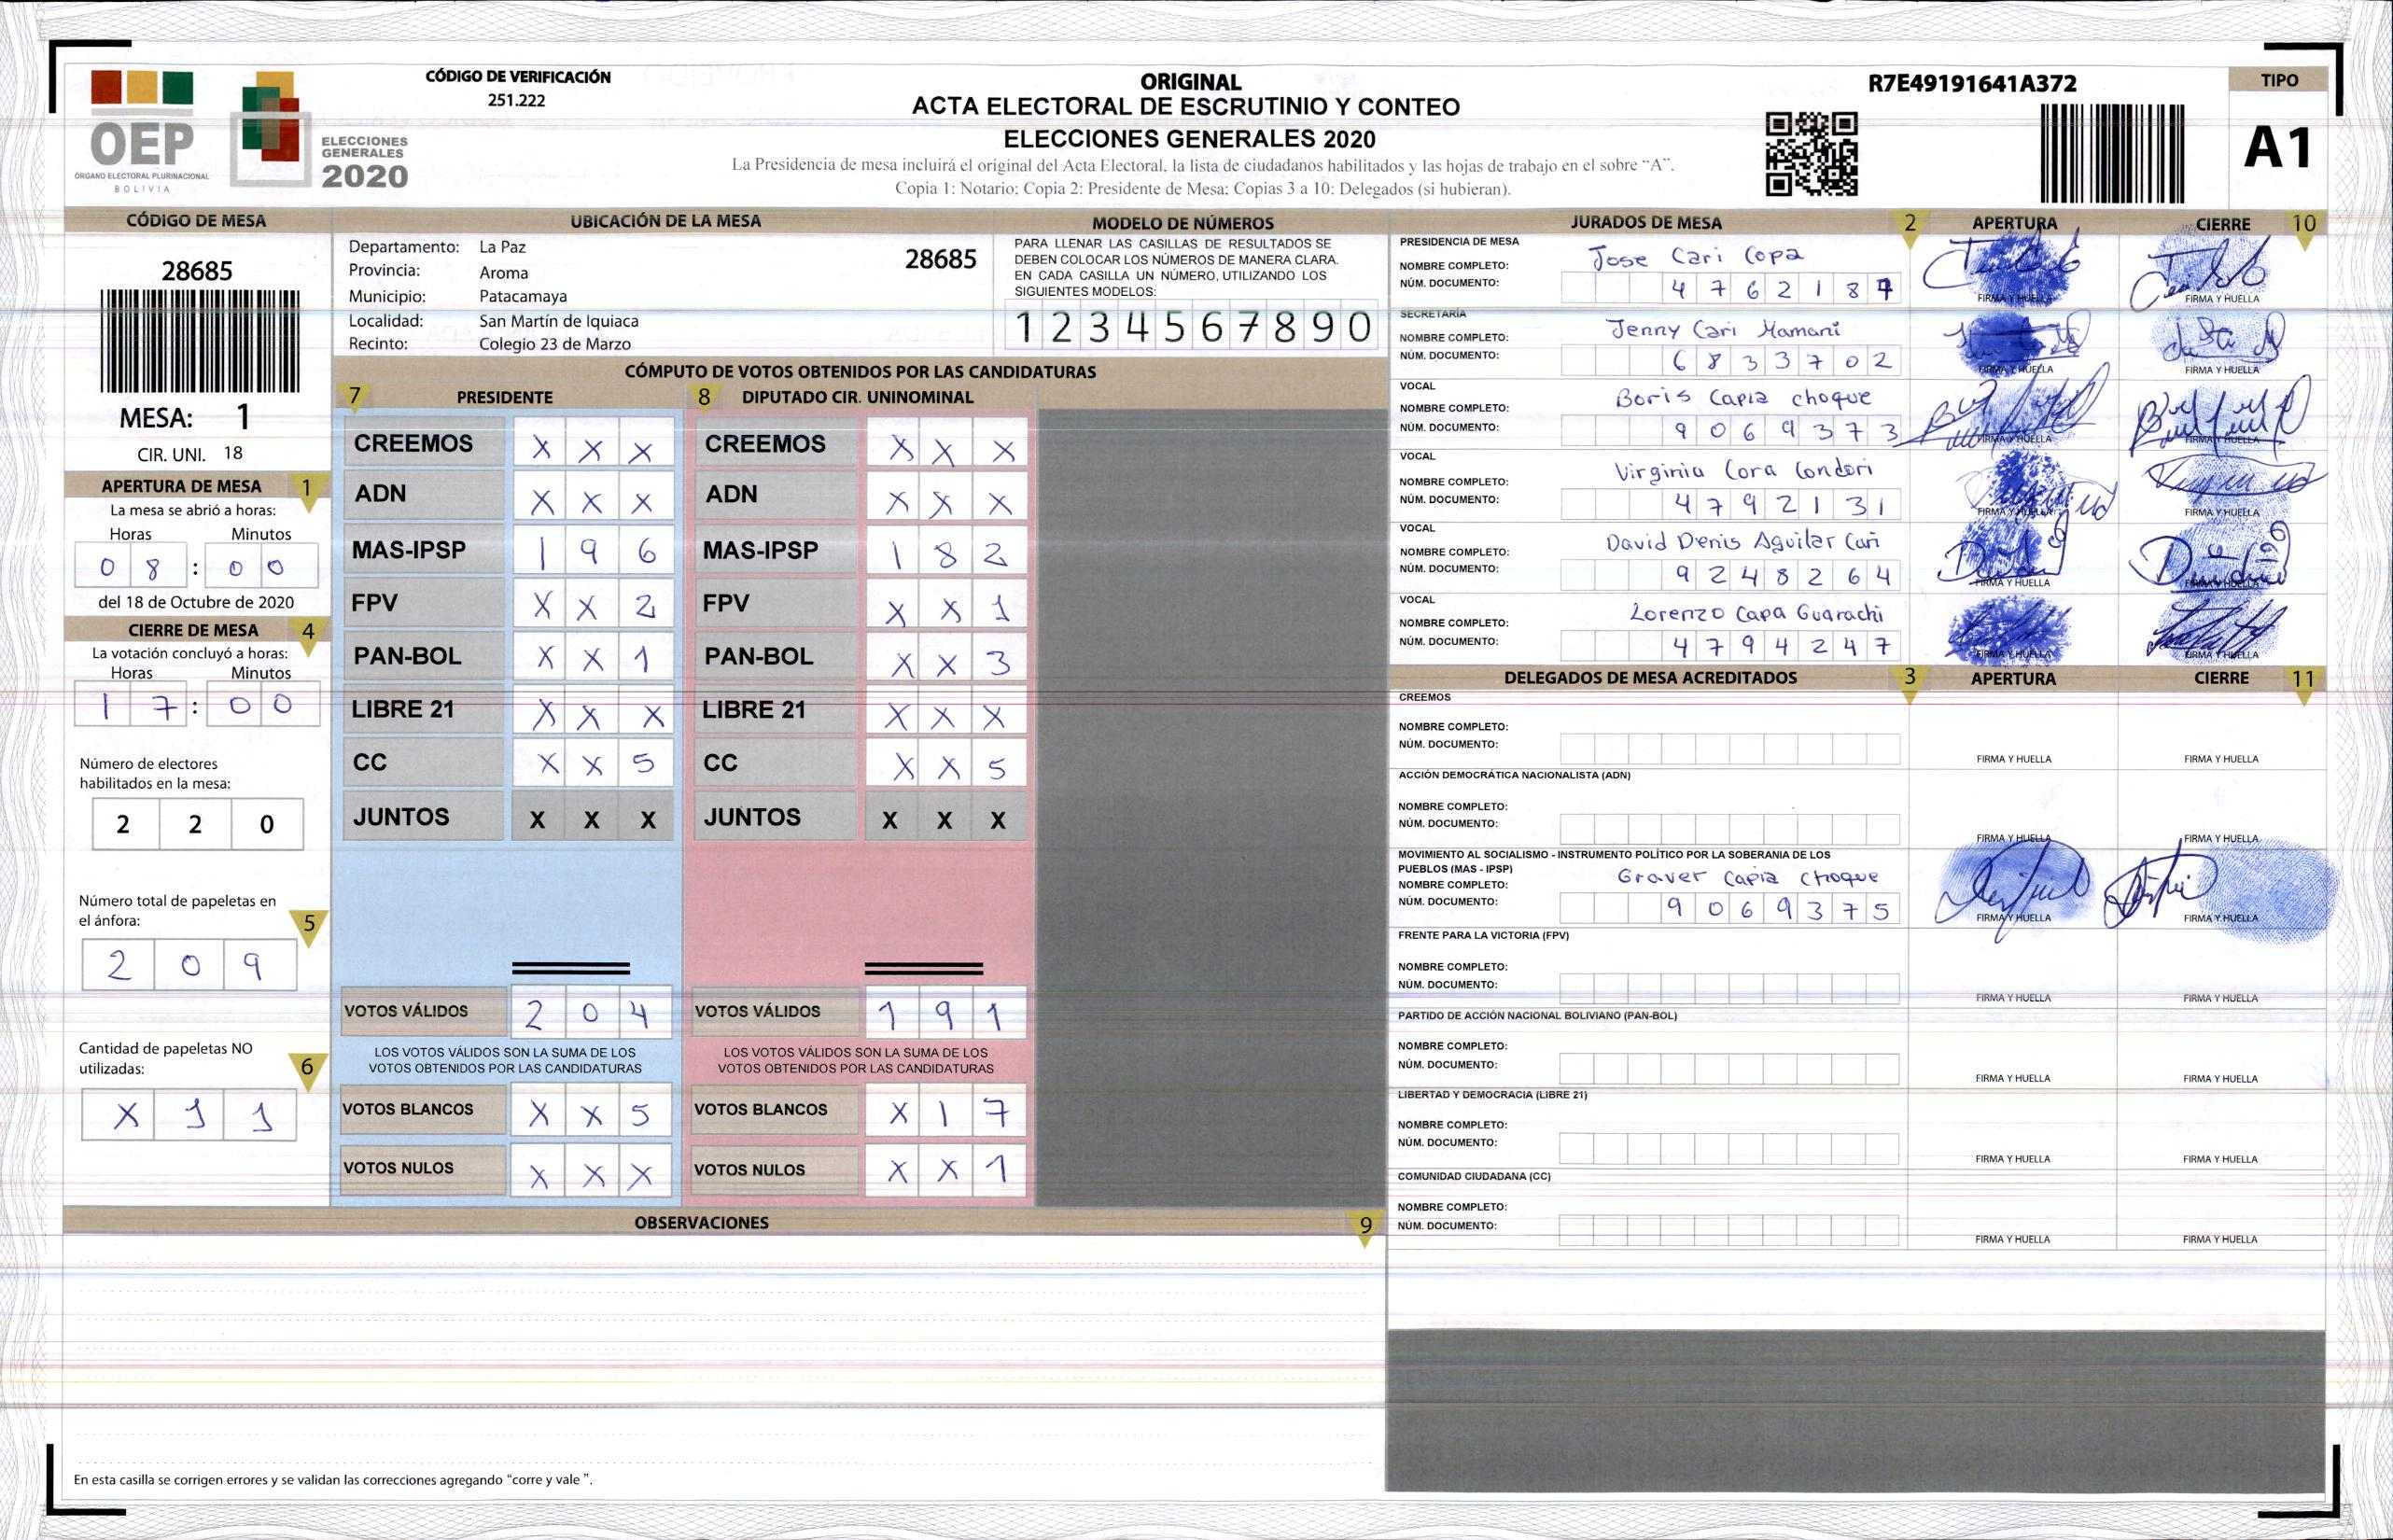 OEP
ÓRGANO ELECTORAL PLURINACIONAL
BOLIVIA
ELECCIONES
GENERALES
2020
CÓDIGO DE VERIFICACIÓN
251.222
ORIGINAL
ACTA ELECTORAL DE ESCRUTINIO Y CONTEO
ELECCIONES GENERALES 2020
La Presidencia de mesa incluirá el original del Acta Electoral, la lista de ciudadanos habilitados y las hojas de trabajo en el sobre “A”.
Copia 1: Notario; Copia 2: Presidente de Mesa; Copias 3 a 10: Delegados (si hubieran).
R7E49191641A372
TIPO
A1
CÓDIGO DE MESA
28685
MESA: 1
CIR. UNI. 18
APERTURA DE MESA 1
La mesa se abrió a horas:
Horas Minutos
0 8 : 0 0
del 18 de Octubre de 2020
CIERRE DE MESA 4
La votación concluyó a horas:
Horas Minutos
1 7 : 0 0
Número de electores
habilitados en la mesa:
2 2 0
Número total de papeletas en
el ánfora: 5
2 0 9
Cantidad de papeletas NO
utilizadas: 6
X 1 1
UBICACIÓN DE LA MESA
Departamento: La Paz 28685
Provincia: Aroma
Municipio: Patacamaya
Localidad: San Martín de Iquiaca
Recinto: Colegio 23 de Marzo
MODELO DE NÚMEROS
PARA LLENAR LAS CASILLAS DE RESULTADOS SE
DEBEN COLOCAR LOS NÚMEROS DE MANERA CLARA.
EN CADA CASILLA UN NÚMERO, UTILIZANDO LOS
SIGUIENTES MODELOS:
1 2 3 4 5 6 7 8 9 0
CÓMPUTO DE VOTOS OBTENIDOS POR LAS CANDIDATURAS
7 PRESIDENTE 8 DIPUTADO CIR. UNINOMINAL
CREEMOS X X X CREEMOS X X X
ADN X X X ADN X X X
MAS-IPSP 1 9 6 MAS-IPSP 1 8 2
FPV X X 2 FPV X X 1
PAN-BOL X X 1 PAN-BOL X X 3
LIBRE 21 X X X LIBRE 21 X X X
CC X X 5 CC X X 5
JUNTOS X X X JUNTOS X X X
VOTOS VÁLIDOS 2 0 4 VOTOS VÁLIDOS 1 9 1
LOS VOTOS VÁLIDOS SON LA SUMA DE LOS LOS VOTOS VÁLIDOS SON LA SUMA DE LOS
VOTOS OBTENIDOS POR LAS CANDIDATURAS VOTOS OBTENIDOS POR LAS CANDIDATURAS
VOTOS BLANCOS X X 5 VOTOS BLANCOS X 1 7
VOTOS NULOS X X X VOTOS NULOS X X 1
OBSERVACIONES 9
En esta casilla se corrigen errores y se validan las correcciones agregando “corre y vale ”.
JURADOS DE MESA 2 APERTURA CIERRE 10
PRESIDENCIA DE MESA
NOMBRE COMPLETO: Jose Cari Copa
NÚM. DOCUMENTO: 4 7 6 2 1 8 7
FIRMA Y HUELLA FIRMA Y HUELLA
SECRETARÍA
NOMBRE COMPLETO: Jenny Cari Mamani
NÚM. DOCUMENTO: 6 8 3 3 7 0 2
FIRMA Y HUELLA FIRMA Y HUELLA
VOCAL
NOMBRE COMPLETO: Boris Capia choque
NÚM. DOCUMENTO: 9 0 6 9 3 7 3
FIRMA Y HUELLA FIRMA Y HUELLA
VOCAL
NOMBRE COMPLETO: Virginia Cora Condori
NÚM. DOCUMENTO: 4 7 9 2 1 3 1
FIRMA Y HUELLA FIRMA Y HUELLA
VOCAL
NOMBRE COMPLETO: David Denis Aguilar Cari
NÚM. DOCUMENTO: 9 2 4 8 2 6 4
FIRMA Y HUELLA FIRMA Y HUELLA
VOCAL
NOMBRE COMPLETO: Lorenzo Capa Guarachi
NÚM. DOCUMENTO: 4 7 9 4 2 4 7
FIRMA Y HUELLA FIRMA Y HUELLA
DELEGADOS DE MESA ACREDITADOS 3 APERTURA CIERRE 11
CREEMOS
NOMBRE COMPLETO:
NÚM. DOCUMENTO:
FIRMA Y HUELLA FIRMA Y HUELLA
ACCIÓN DEMOCRÁTICA NACIONALISTA (ADN)
NOMBRE COMPLETO:
NÚM. DOCUMENTO:
FIRMA Y HUELLA FIRMA Y HUELLA
MOVIMIENTO AL SOCIALISMO - INSTRUMENTO POLÍTICO POR LA SOBERANIA DE LOS
PUEBLOS (MAS - IPSP)
NOMBRE COMPLETO: Graver Capia Choque
NÚM. DOCUMENTO: 9 0 6 9 3 7 5
FIRMA Y HUELLA FIRMA Y HUELLA
FRENTE PARA LA VICTORIA (FPV)
NOMBRE COMPLETO:
NÚM. DOCUMENTO:
FIRMA Y HUELLA FIRMA Y HUELLA
PARTIDO DE ACCIÓN NACIONAL BOLIVIANO (PAN-BOL)
NOMBRE COMPLETO:
NÚM. DOCUMENTO:
FIRMA Y HUELLA FIRMA Y HUELLA
LIBERTAD Y DEMOCRACIA (LIBRE 21)
NOMBRE COMPLETO:
NÚM. DOCUMENTO:
FIRMA Y HUELLA FIRMA Y HUELLA
COMUNIDAD CIUDADANA (CC)
NOMBRE COMPLETO:
NÚM. DOCUMENTO:
FIRMA Y HUELLA FIRMA Y HUELLA